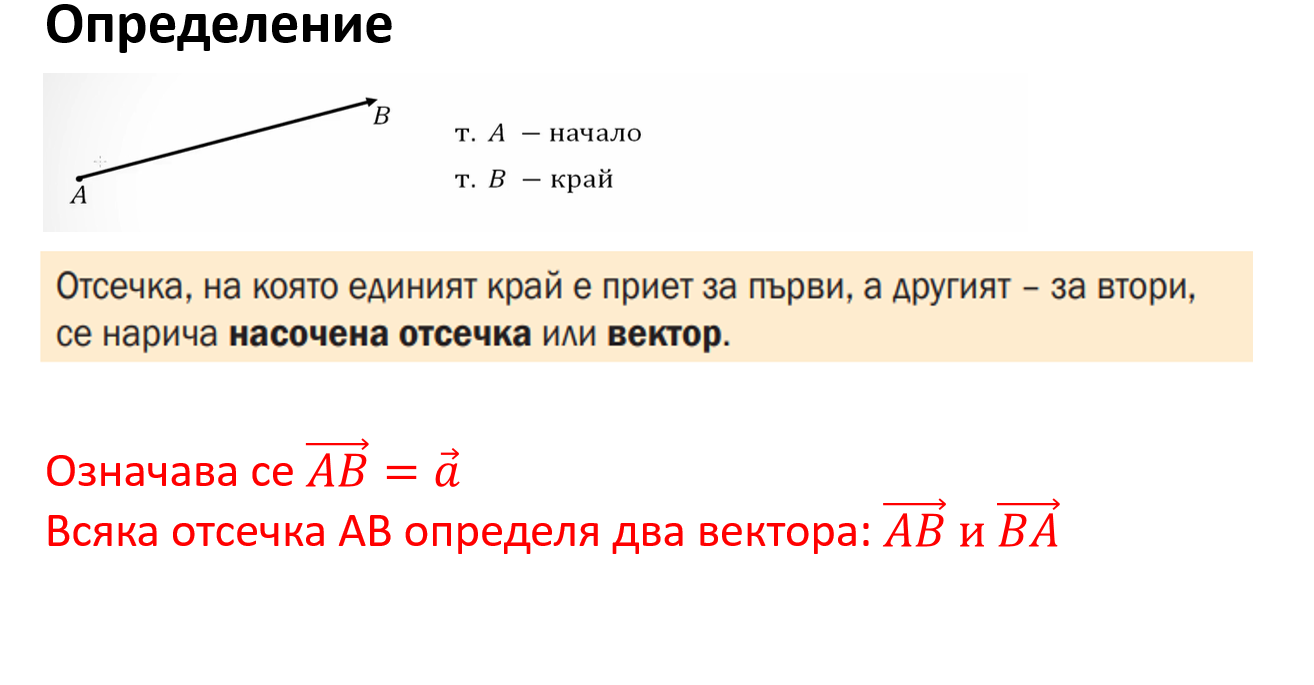 Определение
B
т. A – начало
т. B – край
A
Отсечка, на която единият край е приет за първи, а другият – за втори,
се нарича насочена отсечка или вектор.
Означава се \overrightarrow{AB} = \vec{a}
Всяка отсечка АВ определя два вектора: \overrightarrow{AB} и \overrightarrow{BA}